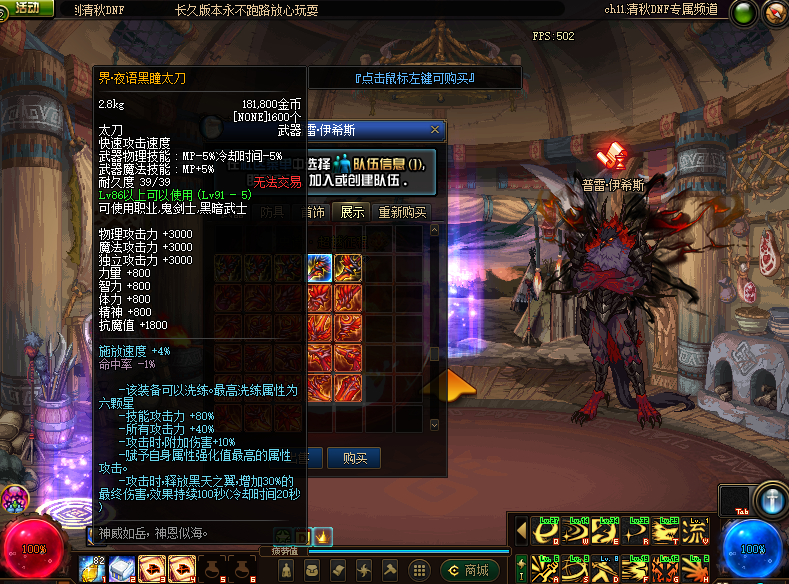 活动
清秋DNF
长久版本永不跑路放心玩耍
ch11.清秋DNF专属频道
FPS:502
界·夜语黑瞳太刀
『点击鼠标左键可购买』
2.8kg
181,800金币
[NONE]1600个
太刀
武器
快速攻击速度
武器物理技能 : MP-5%冷却时间-5%
武器魔法技能 : MP+5%
耐久度 39/39
无法交易
Lv86以上可以使用 (Lv91 - 5)
可使用职业,鬼剑士,黑暗武士
物理攻击力 +3000
魔法攻击力 +3000
独立攻击力 +3000
力量 +800
智力 +800
体力 +800
精神 +800
抗魔值 +1800
施放速度 +4%
命中率 -1%
-该装备可以洗练。最高洗练属性为
六颗星
-技能攻击力 +80%
-所有攻击力 +40%
-攻击时,附加伤害+10%
-赋予自身属性强化值最高的属性
攻击。
-攻击时,释放黑天之翼,增加30%的
最终伤害,效果持续100秒(冷却时间20秒
)
神威如岳，神恩似海。
雷·伊希斯
选择 队伍信息(I),
加入或创建队伍 .
首饰
展示
重新购买
购买
普雷·伊希斯
100%
82
疲劳值
商城
Tab
100%